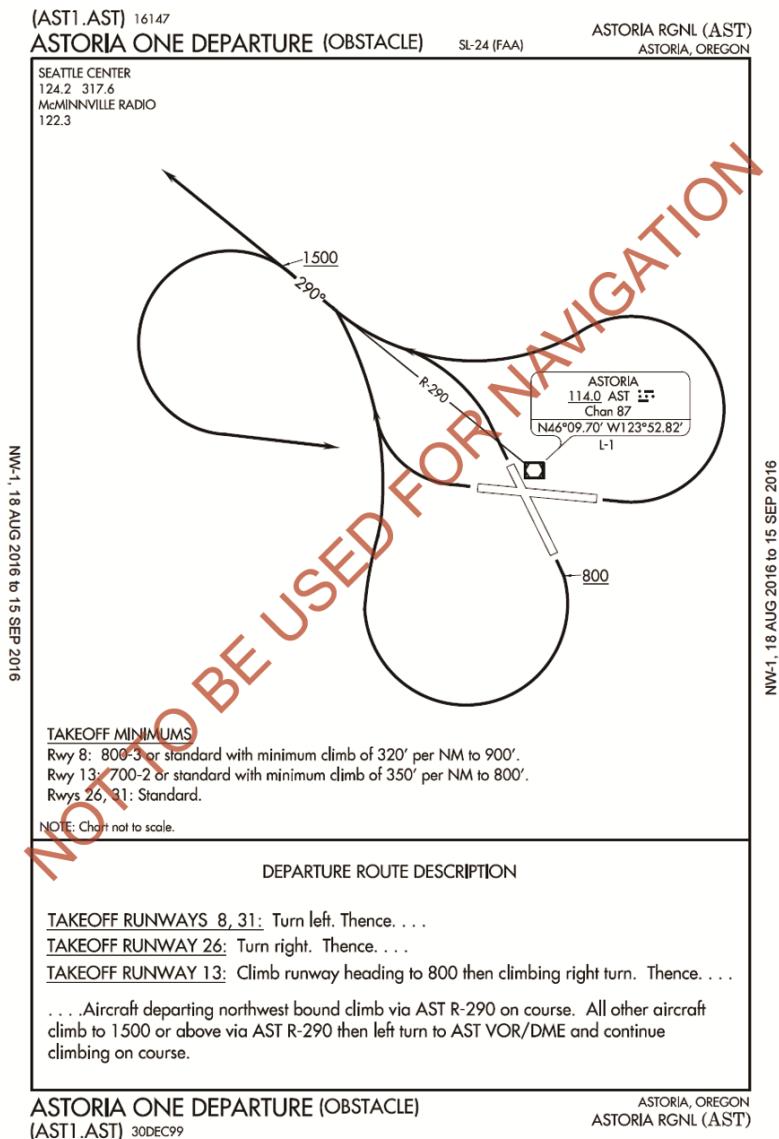 (AST1.AST) 16147
ASTORIA ONE DEPARTURE (OBSTACLE)
SL-24 (FAA)
ASTORIA RGNL (AST)
ASTORIA, OREGON
SEATTLE CENTER
124.2 317.6
McMINNVILLE RADIO
122.3
1500
290°
R-290
ASTORIA
114.0 AST
Chan 87
N46°09.70' W123°52.82'
L-1
800
NOT TO BE USED FOR NAVIGATION
NW-1, 18 AUG 2016 to 15 SEP 2016
NW-1, 18 AUG 2016 to 15 SEP 2016
TAKEOFF MINIMUMS
Rwy 8: 800-3 or standard with minimum climb of 320' per NM to 900'.
Rwy 13: 700-2 or standard with minimum climb of 350' per NM to 800'.
Rwys 26, 31: Standard.
NOTE: Chart not to scale.
DEPARTURE ROUTE DESCRIPTION
TAKEOFF RUNWAYS 8, 31: Turn left. Thence. . . .
TAKEOFF RUNWAY 26: Turn right. Thence. . . .
TAKEOFF RUNWAY 13: Climb runway heading to 800 then climbing right turn. Thence. . . .
. . . .Aircraft departing northwest bound climb via AST R-290 on course. All other aircraft
climb to 1500 or above via AST R-290 then left turn to AST VOR/DME and continue
climbing on course.
ASTORIA ONE DEPARTURE (OBSTACLE)
(AST1.AST) 30DEC99
ASTORIA, OREGON
ASTORIA RGNL (AST)